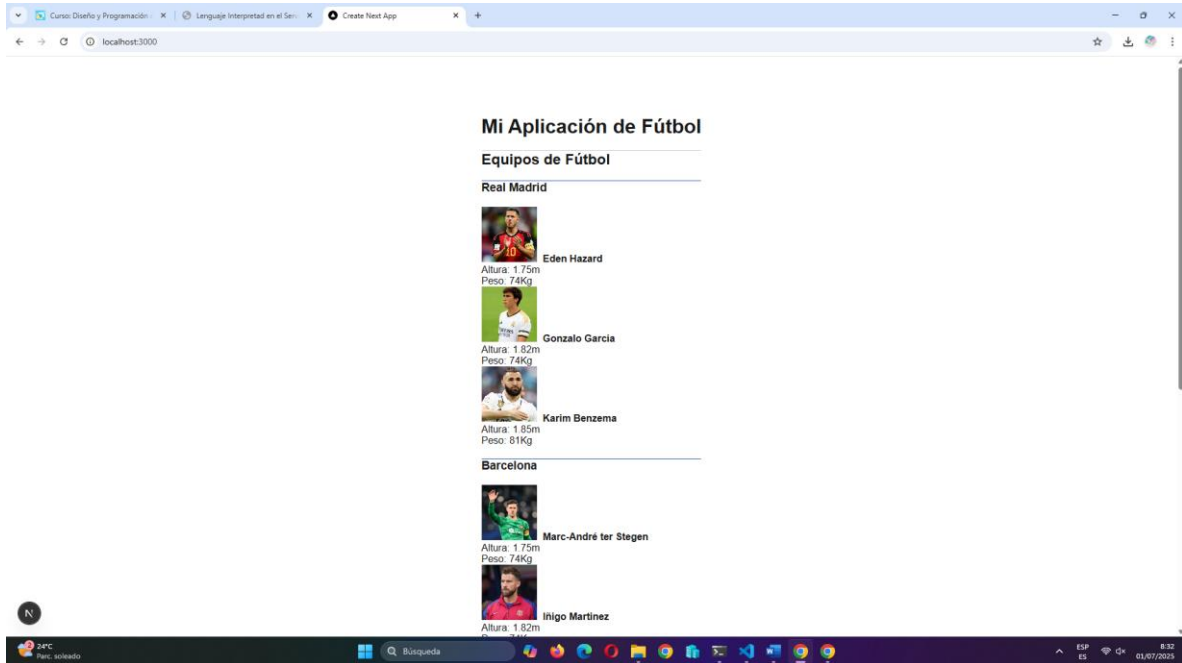 Curso: Diseño y Programación
Lenguaje Interpretad en el Serv
Create Next App
localhost:3000
Mi Aplicación de Fútbol
Equipos de Fútbol
Real Madrid
10
Eden Hazard
Altura: 1.75m
Peso: 74Kg
Gonzalo Garcia
Altura: 1.82m
Peso: 74Kg
Karim Benzema
Altura: 1.85m
Peso: 81Kg
Barcelona
Marc-André ter Stegen
Altura: 1.75m
Peso: 74Kg
Iñigo Martinez
Altura: 1.82m
N
2
24°C
Parc. soleado
Búsqueda
ESP
ES
8:32
01/07/2025